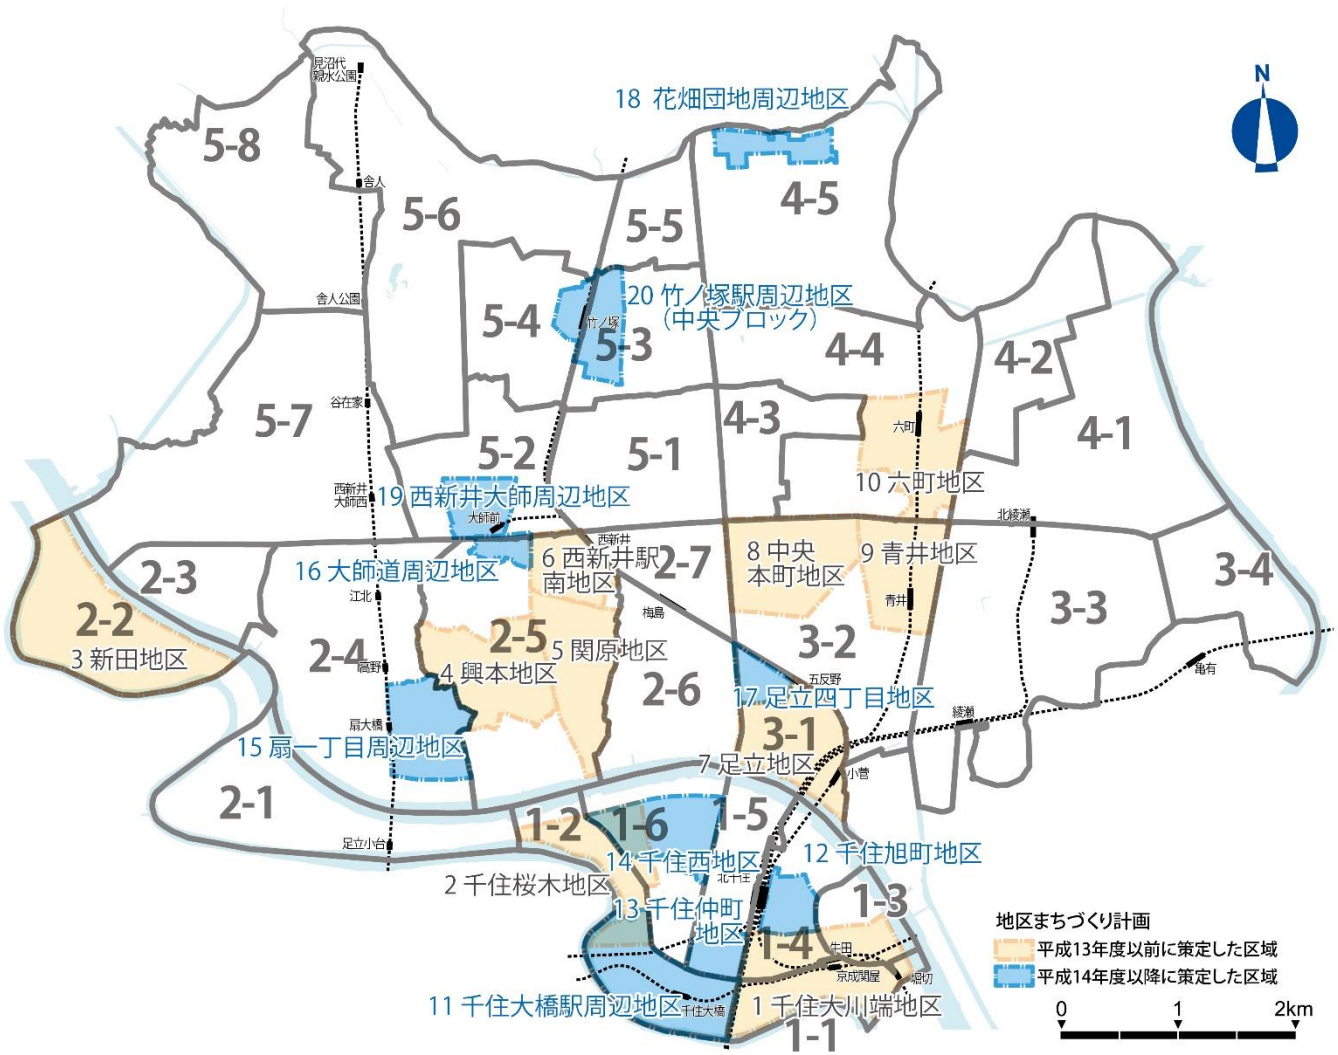 N
見沼代
親水公園
18 花畑団地周辺地区
5-8
舎人
5-6
5-5
4-5
舎人公園
5-4
竹ノ塚
5-3
20 竹ノ塚駅周辺地区
(中央ブロック)
4-4
4-2
谷在家
5-7
4-3
六町
4-1
5-2
5-1
10 六町地区
西新井
大師西
19 西新井大師周辺地区
大師前
北綾瀬
西新井
6 西新井駅
南地区
2-7
8 中央
本町地区
9 青井地区
16 大師道周辺地区
2-3
3-4
江北
梅島
青井
3-3
2-2
3 新田地区
2-4
高野
2-5
5 関原地区
4 興本地区
3-2
2-6
五反野
亀有
17 足立四丁目地区
綾瀬
扇大橋
15 扇一丁目周辺地区
3-1
7 足立地区
小菅
2-1
足立小台
1-2
1-6
1-5
14 千住西地区
12 千住旭町地区
2 千住桜木地区
北千住
13 千住仲町
地区
1-3
1-4
牛田
京成関屋
堀切
11 千住大橋駅周辺地区
千住大橋
1 千住大川端地区
1-1
地区まちづくり計画
平成13年度以前に策定した区域
平成14年度以降に策定した区域
0 1 2km